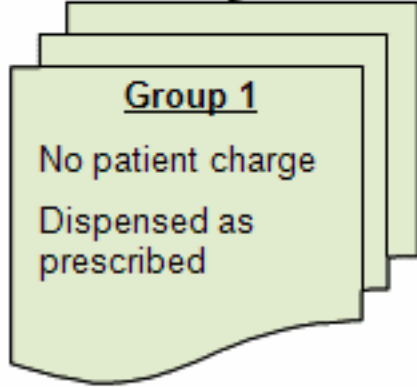 Group 1
No patient charge
Dispensed as
prescribed